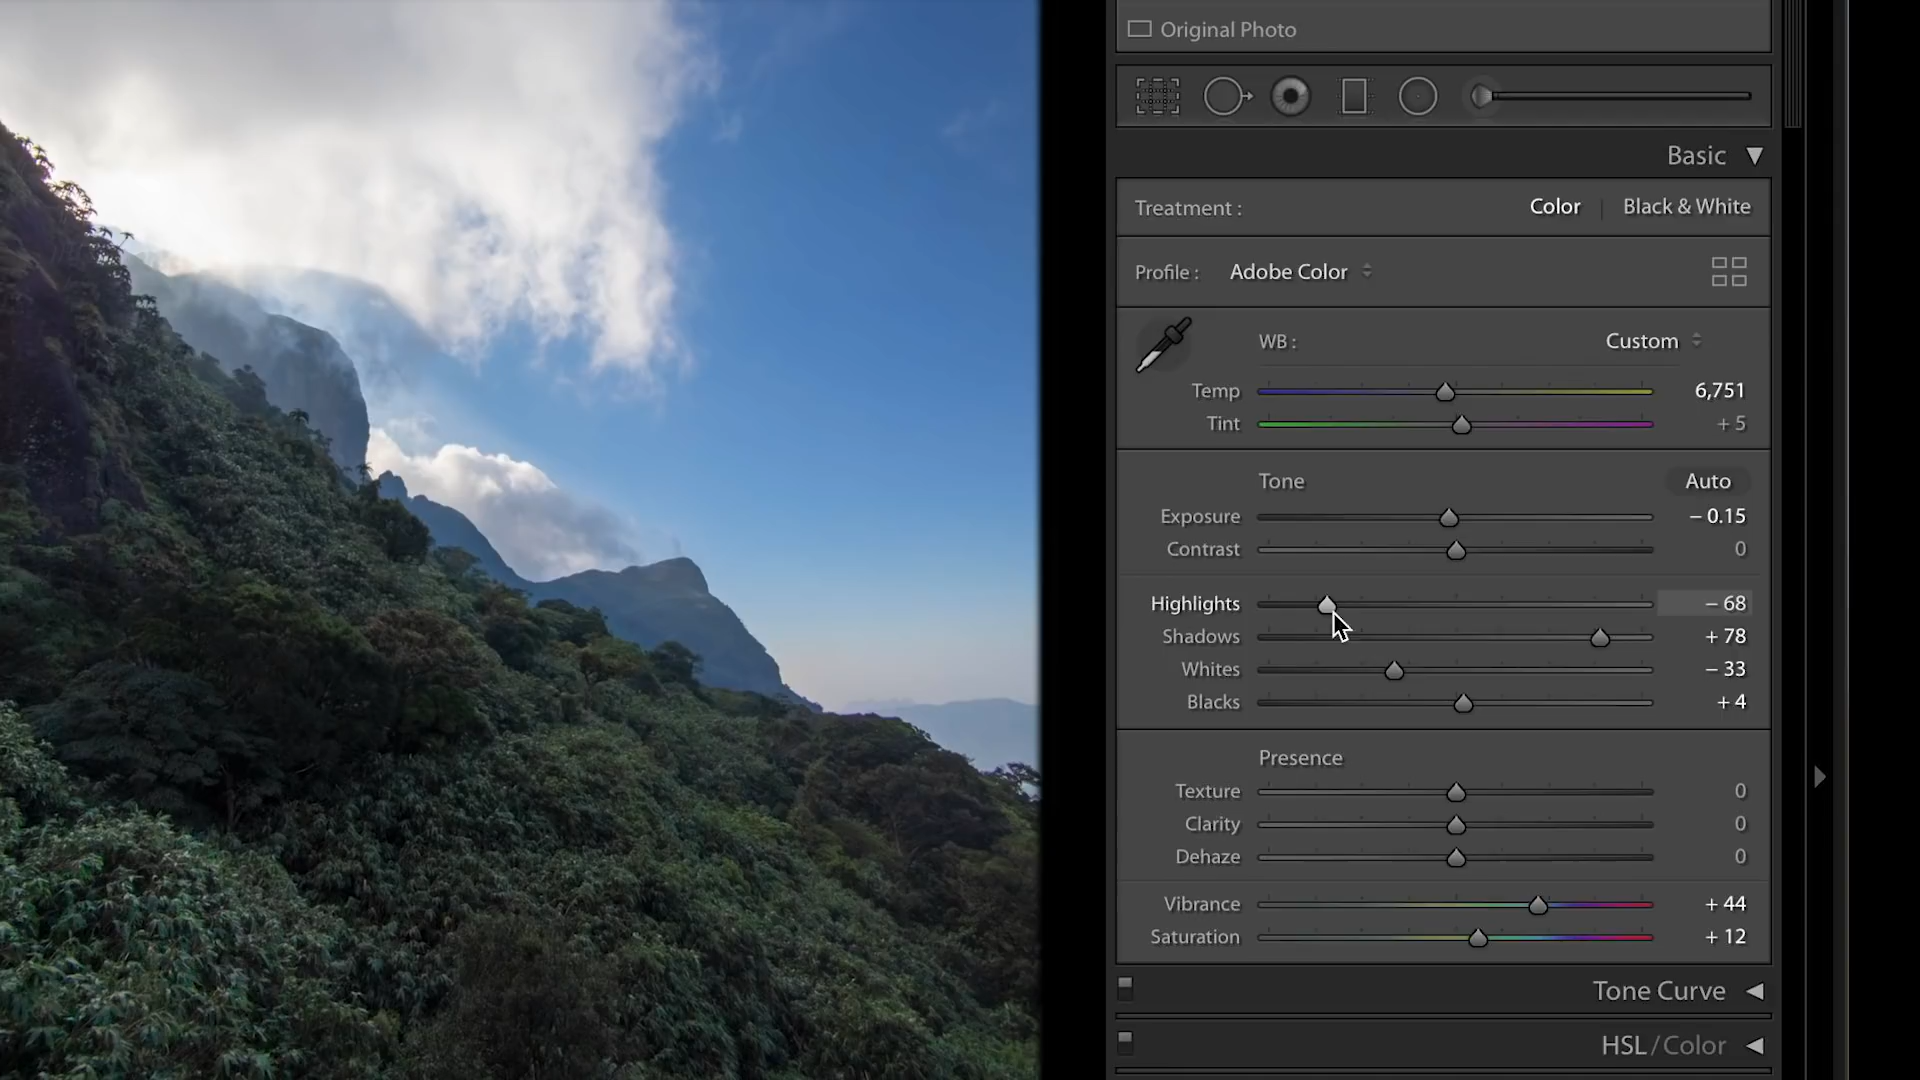 Original Photo
Basic
Treatment : Color Black & White
Profile : Adobe Color
WB : Custom
Temp 6,751
Tint + 5
Tone Auto
Exposure − 0.15
Contrast 0
Highlights − 68
Shadows + 78
Whites − 33
Blacks + 4
Presence
Texture 0
Clarity 0
Dehaze 0
Vibrance + 44
Saturation + 12
Tone Curve
HSL / Color